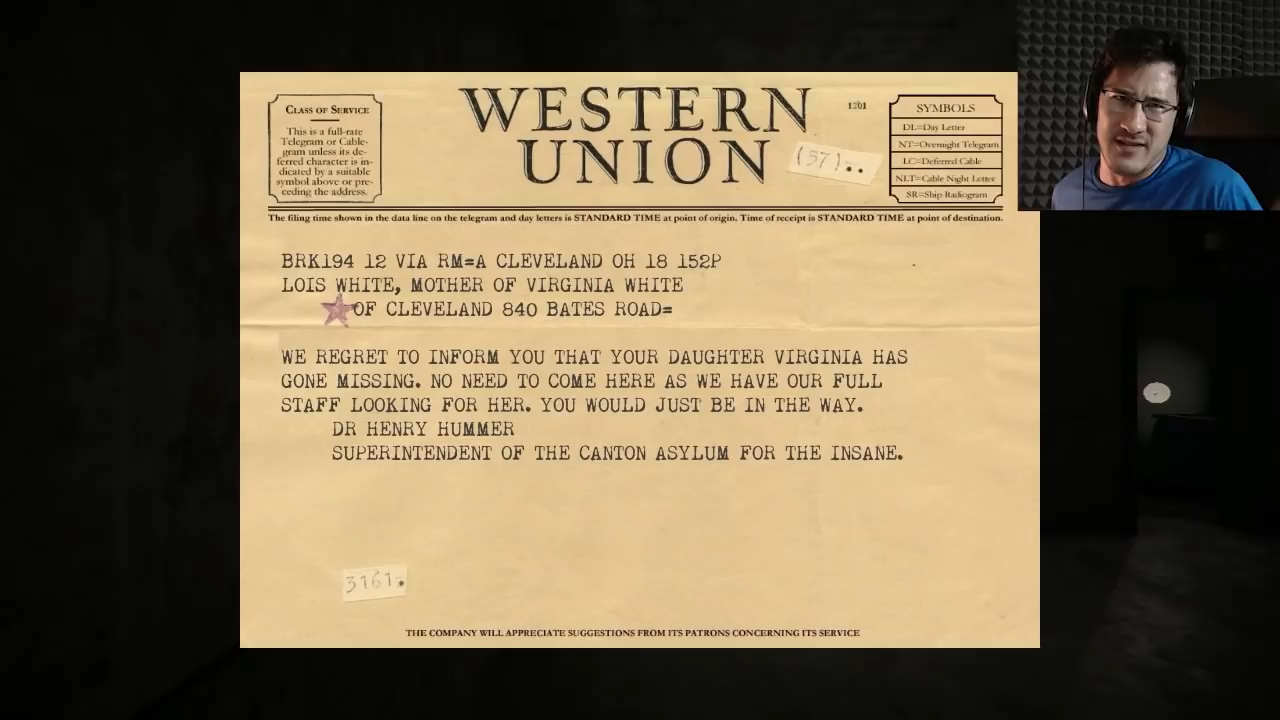 CLASS OF SERVICE
This is a full-rate
Telegram or Cable-
gram unless its de-
ferred character is in-
dicated by a suitable
symbol above or pre-
ceding the address.
WESTERN
UNION
1201
(57)..
SYMBOLS
DL=Day Letter
NT=Overnight Telegram
LC=Deferred Cable
NLT=Cable Night Letter
SR=Ship Radiogram
The filing time shown in the data line on the telegram and day letters is STANDARD TIME at point of origin. Time of receipt is STANDARD TIME at point of destination.
BRK194 12 VIA RM=A CLEVELAND OH 18 152P
LOIS WHITE, MOTHER OF VIRGINIA WHITE
OF CLEVELAND 840 BATES ROAD=
WE REGRET TO INFORM YOU THAT YOUR DAUGHTER VIRGINIA HAS
GONE MISSING. NO NEED TO COME HERE AS WE HAVE OUR FULL
STAFF LOOKING FOR HER. YOU WOULD JUST BE IN THE WAY.
DR HENRY HUMMER
SUPERINTENDENT OF THE CANTON ASYLUM FOR THE INSANE.
3161.
THE COMPANY WILL APPRECIATE SUGGESTIONS FROM ITS PATRONS CONCERNING ITS SERVICE